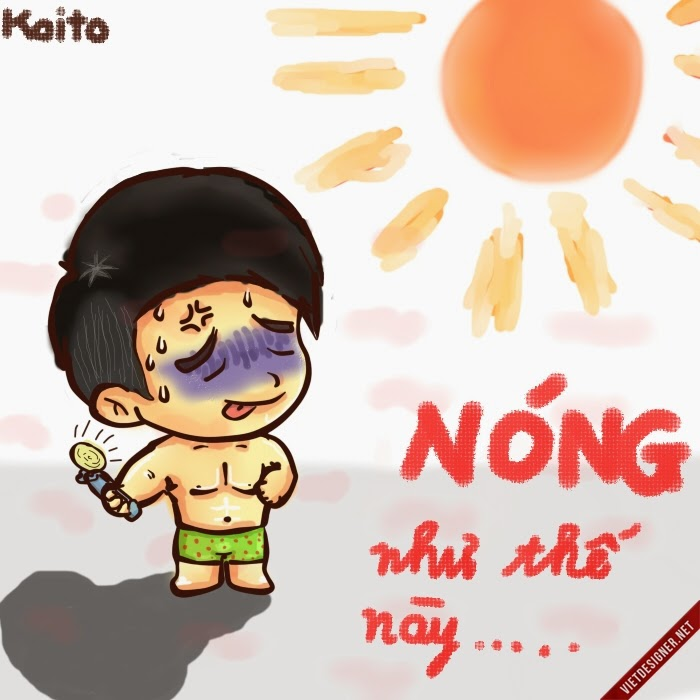 Kaito
NÓNG
như thế
này.....
VIETDESIGNER.NET